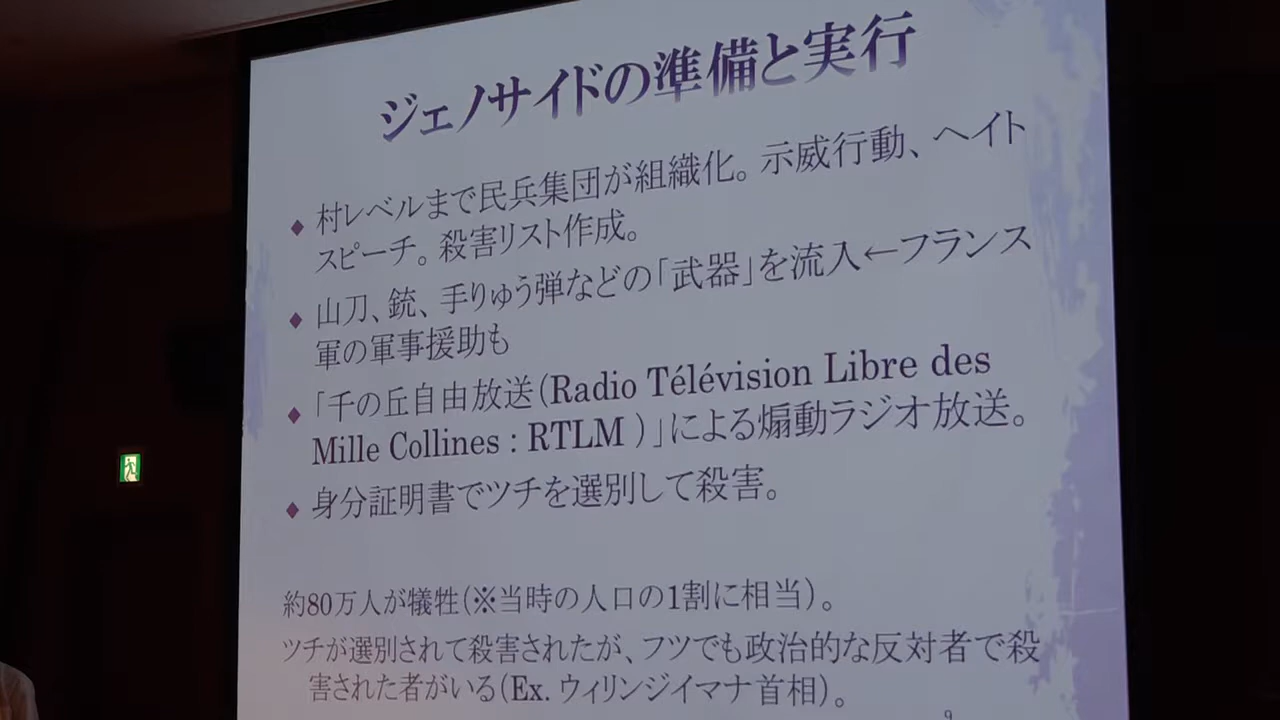 ジェノサイドの準備と実行
◆ 村レベルまで民兵集団が組織化。示威行動、ヘイト
スピーチ。殺害リスト作成。
◆ 山刀、銃、手りゅう弾などの「武器」を流入←フランス
軍の軍事援助も
◆ 「千の丘自由放送(Radio Télévision Libre des
Mille Collines : RTLM )」による煽動ラジオ放送。
◆ 身分証明書でツチを選別して殺害。
約80万人が犠牲(※当時の人口の1割に相当)。
ツチが選別されて殺害されたが、フツでも政治的な反対者で殺
害された者がいる(Ex. ウィリンジイマナ首相)。
9